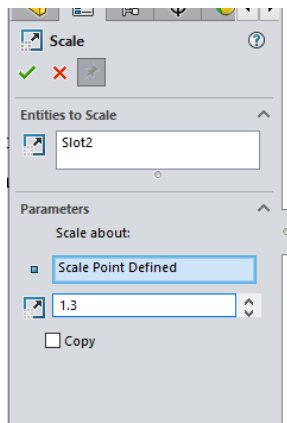 Scale
?
Entities to Scale
Slot2
Parameters
Scale about:
Scale Point Defined
1.3
Copy